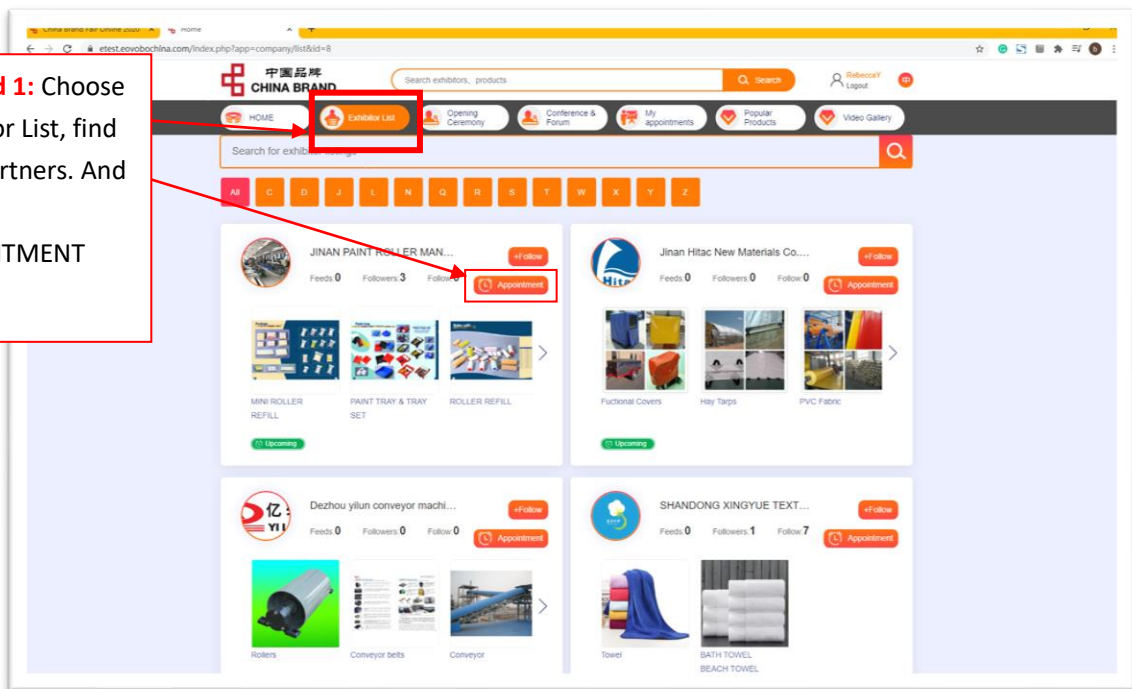 China Brand Fair Online 2020
Home
etest.eovobochina.com/index.php?app=company/list&id=8
中国品牌
CHINA BRAND
Search exhibitors, products
Search
RebeccaY
Logout
HOME
Exhibitor List
Opening Ceremony
Conference & Forum
My appointments
Popular Products
Video Gallery
d 1: Choose
or List, find
rtners. And
NTMENT
Search for
All C D J L N Q R S T W X Y Z
JINAN PAINT ROLLER MAN...
+Follow
Feeds:0 Followers:3
Appointment
MINI ROLLER REFILL
PAINT TRAY & TRAY SET
ROLLER REFILL
Upcoming
Jinan Hitac New Materials Co....
+Follow
Feeds:0 Followers:0 Follow:0
Appointment
Fuctional Covers
Hay Tarps
PVC Fabric
Upcoming
Dezhou yilun conveyor machi...
+Follow
Feeds:0 Followers:0 Follow:0
Appointment
Rollers
Conveyor belts
Conveyor
SHANDONG XINGYUE TEXT...
+Follow
Feeds:0 Followers:1 Follow:7
Appointment
Towel
BATH TOWEL
BEACH TOWEL